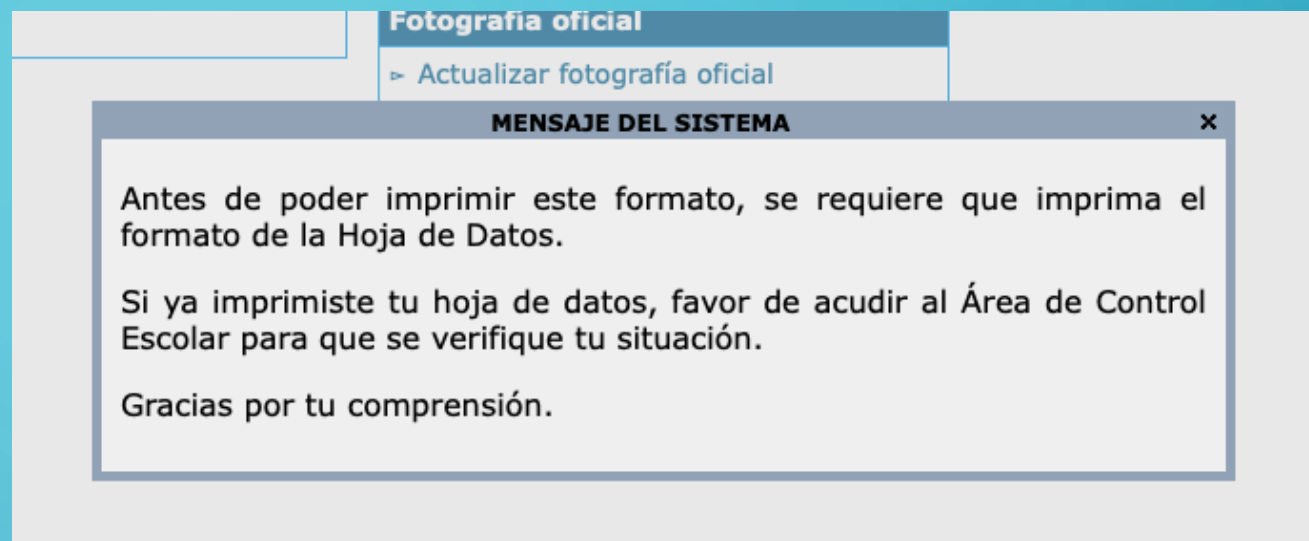 Fotografía oficial
▻ Actualizar fotografía oficial
MENSAJE DEL SISTEMA ×
Antes de poder imprimir este formato, se requiere que imprima el
formato de la Hoja de Datos.
Si ya imprimiste tu hoja de datos, favor de acudir al Área de Control
Escolar para que se verifique tu situación.
Gracias por tu comprensión.